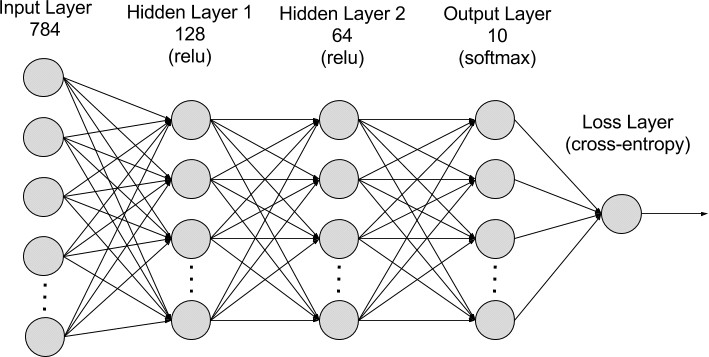 Input Layer
784
Hidden Layer 1
128
(relu)
Hidden Layer 2
64
(relu)
Output Layer
10
(softmax)
Loss Layer
(cross-entropy)